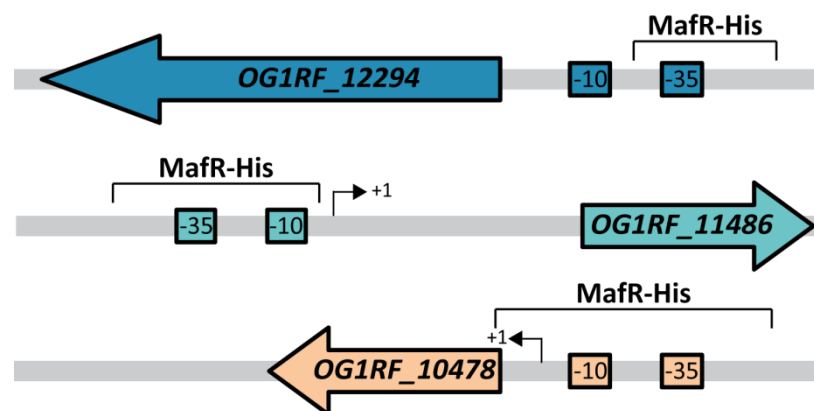 MafR-His
OG1RF_12294 -10 -35
MafR-His
+1
-35 -10 OG1RF_11486
MafR-His
+1
OG1RF_10478 -10 -35